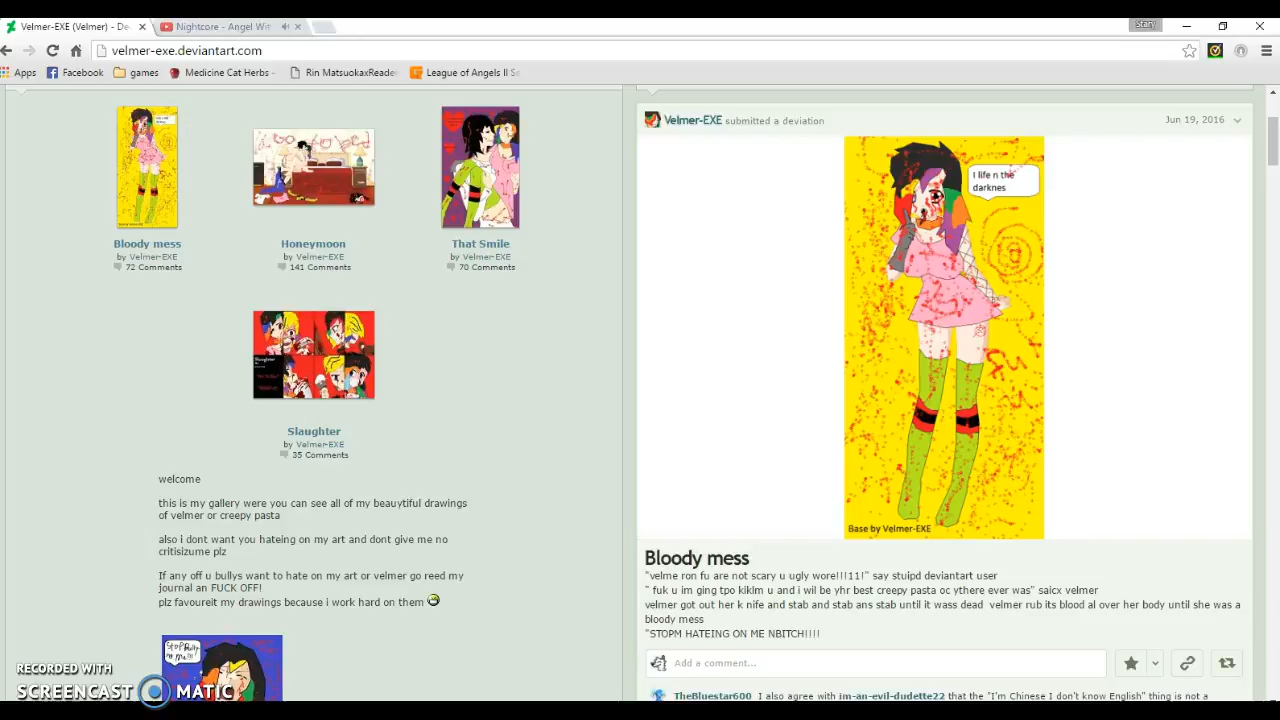 Velmer-EXE (Velmer) - De
Nightcore - Angel Wit
Stary
velmer-exe.deviantart.com
Apps
Facebook
games
Medicine Cat Herbs -
Rin MatsuokaxReade
League of Angels II Se
Velmer-EXE submitted a deviation
Jun 19, 2016
I life n the
darknes
Bloody mess
by Velmer-EXE
72 Comments
Honeymoon
by Velmer-EXE
141 Comments
That Smile
by Velmer-EXE
70 Comments
Slaughter
Slaughter
by Velmer-EXE
35 Comments
welcome
this is my gallery were you can see all of my beauytiful drawings
of velmer or creepy pasta
also i dont want you hateing on my art and dont give me no
critisizume plz
If any off u bullys want to hate on my art or velmer go reed my
journal an FUCK OFF!
plz favoureit my drawings because i work hard on them
Base by Velmer-EXE
Bloody mess
"velme ron fu are not scary u ugly wore!!!11!" say stuipd deviantart user
" fuk u im ging tpo kiklm u and i wil be yhr best creepy pasta oc ythere ever was" saicx velmer
velmer got out her k nife and stab and stab ans stab until it wass dead  velmer rub its blood al over her body until she was a
bloody mess
"STOPM HATEING ON ME NBITCH!!!!
Add a comment...
TheBluestar600 I also agree with im-an-evil-dudette22 that the "I'm Chinese I don't know English" thing is not a
RECORDED WITH
SCREENCAST MATIC